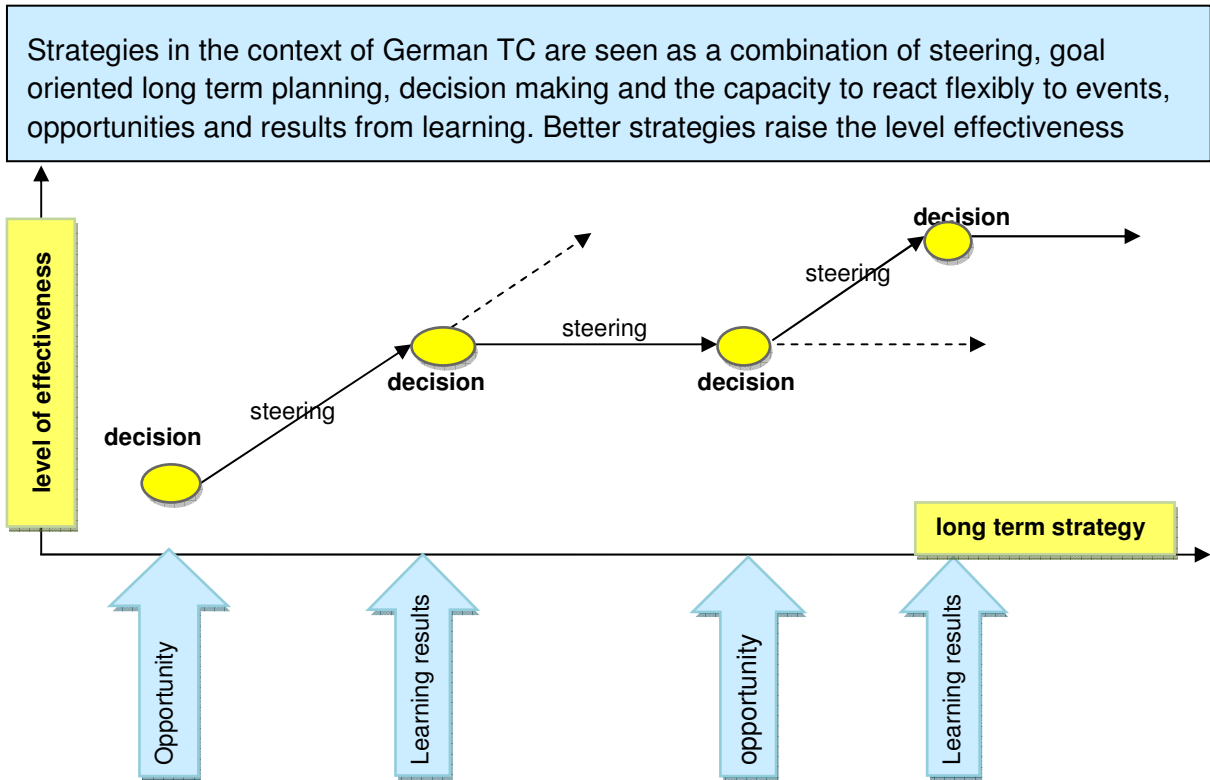 Strategies in the context of German TC are seen as a combination of steering, goal
oriented long term planning, decision making and the capacity to react flexibly to events,
opportunities and results from learning. Better strategies raise the level effectiveness
level of effectiveness
decision
steering
decision
steering
decision
steering
decision
long term strategy
Opportunity
Learning results
opportunity
Learning results